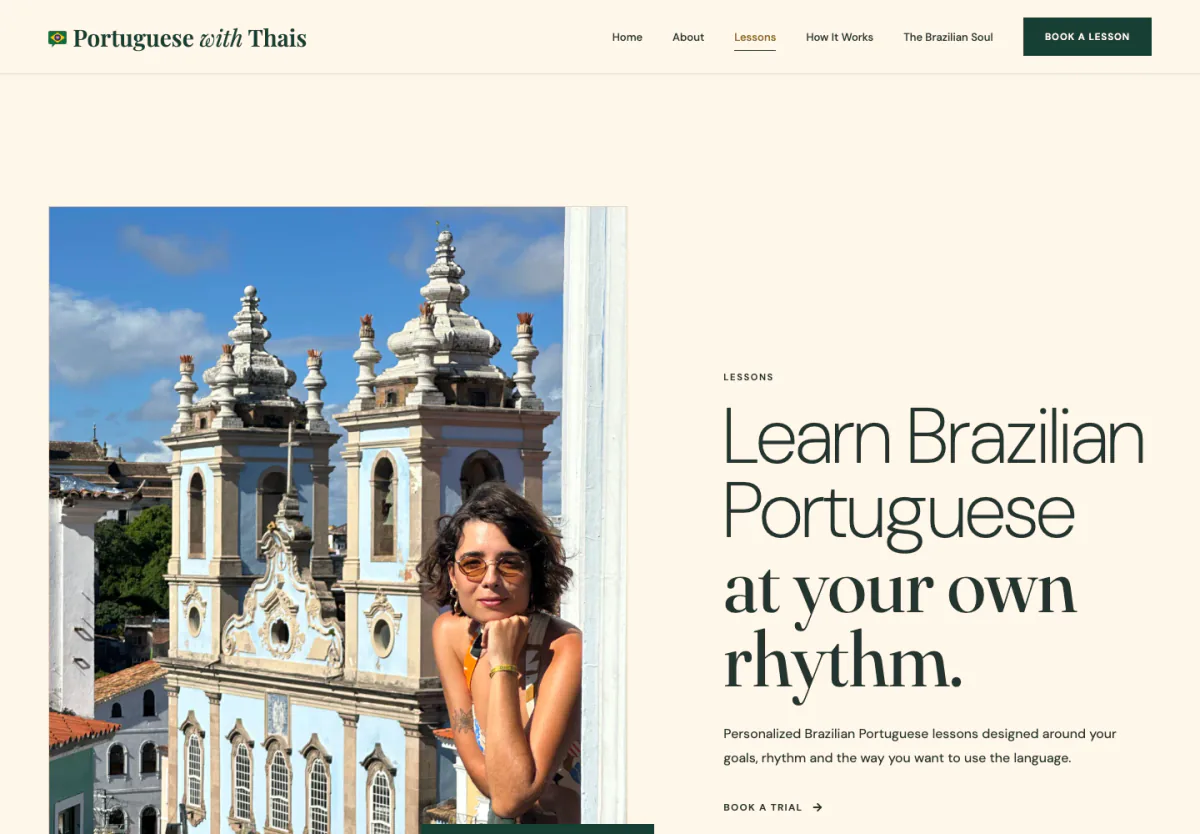 Portuguese with Thais
Home About Lessons How It Works The Brazilian Soul BOOK A LESSON
LESSONS
Learn Brazilian
Portuguese
at your own
rhythm.
Personalized Brazilian Portuguese lessons designed around your
goals, rhythm and the way you want to use the language.
BOOK A TRIAL →